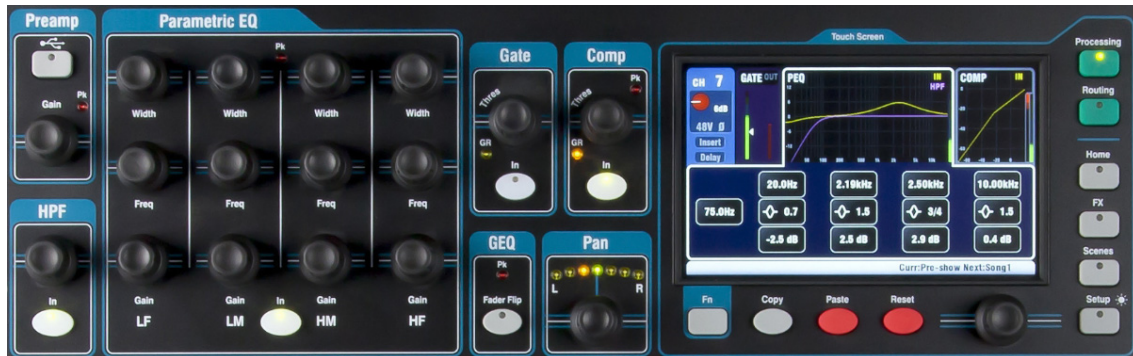 Preamp
Gain
Pk
HPF
In
Parametric EQ
Pk
Width
Width
Width
Width
Freq
Freq
Freq
Freq
Gain
Gain
In
Gain
Gain
LF
LM
HM
HF
Gate
Thres
GR
In
Comp
Pk
Thres
GR
In
GEQ
Pk
Fader Flip
Pan
L
R
Touch Screen
CH 7
0dB
48V Ø
Insert
Delay
GATE OUT
PEQ
IN
HPF
COMP
IN
20.0Hz
2.19kHz
2.50kHz
10.00kHz
75.0Hz
0.7
1.5
3/4
1.5
-2.5 dB
2.5 dB
2.9 dB
0.4 dB
Curr:Pre-show Next:Song1
Fn
Copy
Paste
Reset
Processing
Routing
Home
FX
Scenes
Setup